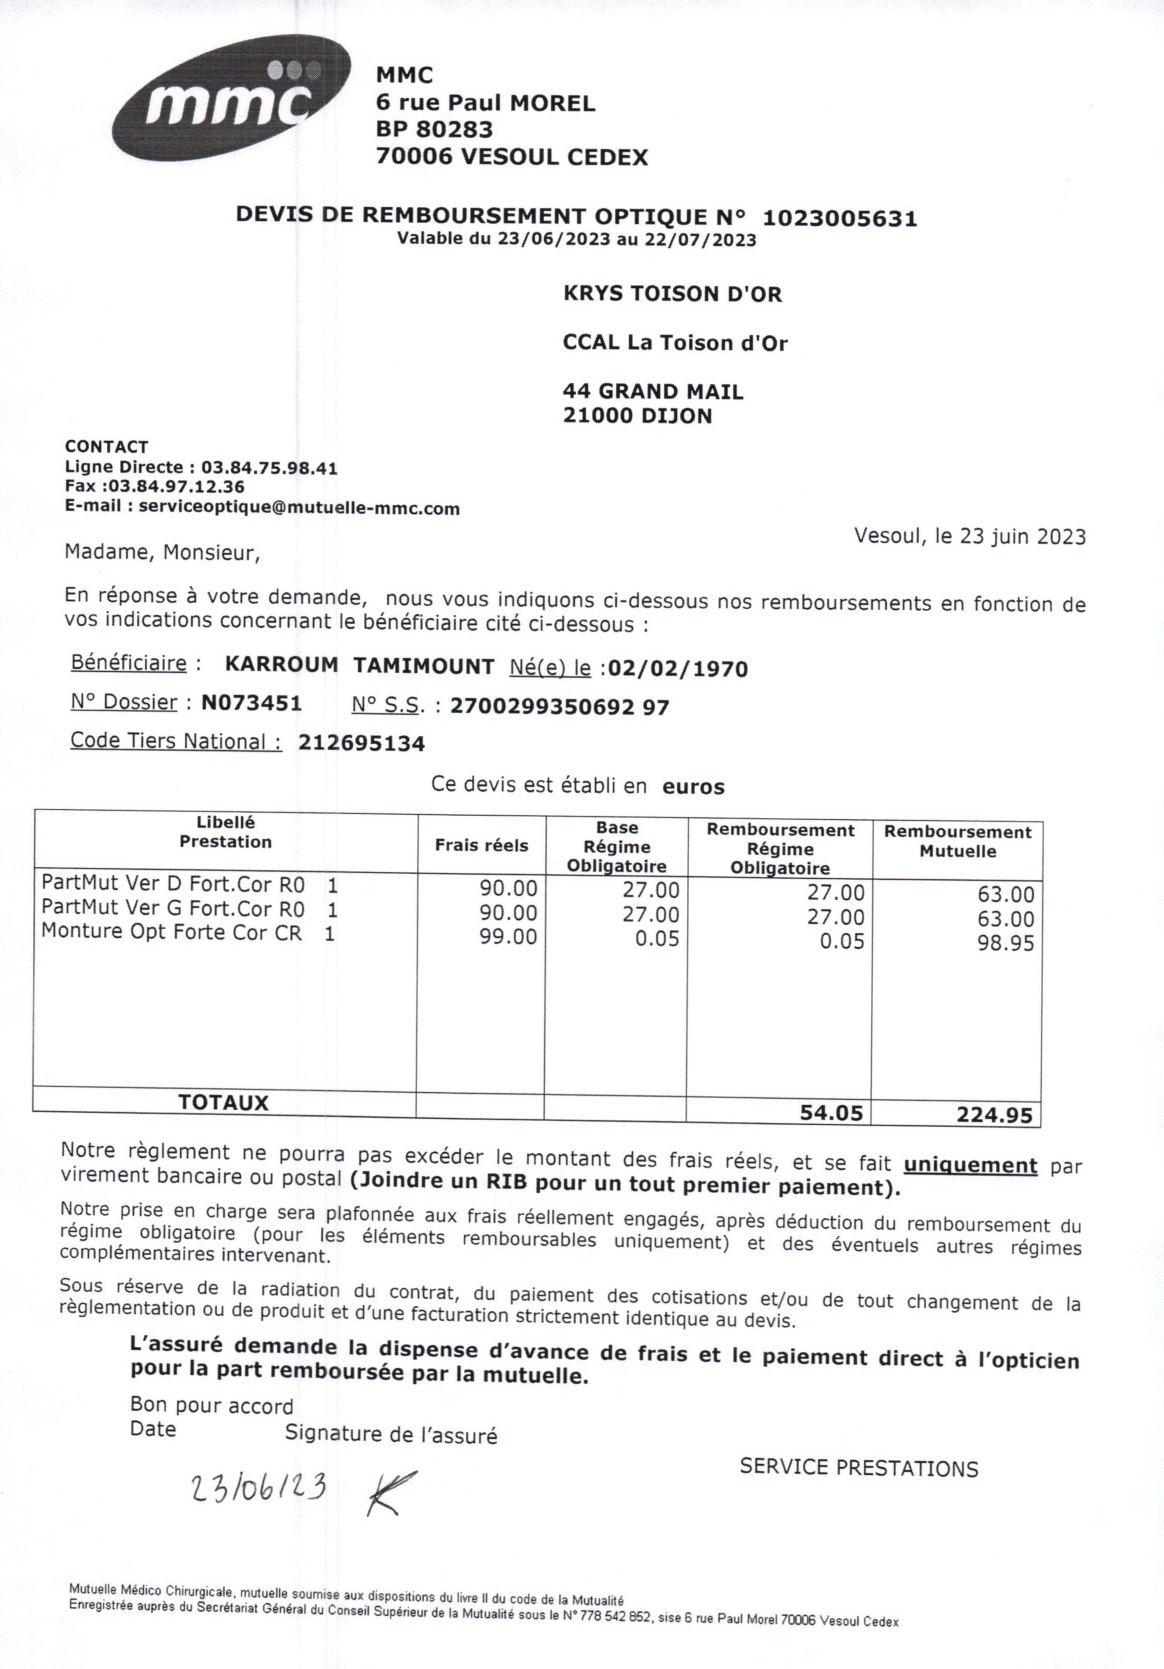 mmc
MMC
6 rue Paul MOREL
BP 80283
70006 VESOUL CEDEX
DEVIS DE REMBOURSEMENT OPTIQUE N° 1023005631
Valable du 23/06/2023 au 22/07/2023
KRYS TOISON D'OR
CCAL La Toison d'Or
44 GRAND MAIL
21000 DIJON
CONTACT
Ligne Directe : 03.84.75.98.41
Fax :03.84.97.12.36
E-mail : serviceoptique@mutuelle-mmc.com
Vesoul, le 23 juin 2023
Madame, Monsieur,
En réponse à votre demande, nous vous indiquons ci-dessous nos remboursements en fonction de
vos indications concernant le bénéficiaire cité ci-dessous :
Bénéficiaire : KARROUM TAMIMOUNT Né(e) le :02/02/1970
N° Dossier : N073451 N° S.S. : 2700299350692 97
Code Tiers National : 212695134
Ce devis est établi en euros
Libellé Prestation Frais réels Base Régime Obligatoire Remboursement Régime Obligatoire Remboursement Mutuelle
PartMut Ver D Fort.Cor R0 1 90.00 27.00 27.00 63.00
PartMut Ver G Fort.Cor R0 1 90.00 27.00 27.00 63.00
Monture Opt Forte Cor CR 1 99.00 0.05 0.05 98.95
TOTAUX 54.05 224.95
Notre règlement ne pourra pas excéder le montant des frais réels, et se fait uniquement par
virement bancaire ou postal (Joindre un RIB pour un tout premier paiement).
Notre prise en charge sera plafonnée aux frais réellement engagés, après déduction du remboursement du
régime obligatoire (pour les éléments remboursables uniquement) et des éventuels autres régimes
complémentaires intervenant.
Sous réserve de la radiation du contrat, du paiement des cotisations et/ou de tout changement de la
règlementation ou de produit et d'une facturation strictement identique au devis.
L'assuré demande la dispense d'avance de frais et le paiement direct à l'opticien
pour la part remboursée par la mutuelle.
Bon pour accord
Date Signature de l'assuré
SERVICE PRESTATIONS
23/06/23 K
Mutuelle Médico Chirurgicale, mutuelle soumise aux dispositions du livre II du code de la Mutualité
Enregistrée auprès du Secrétariat Général du Conseil Supérieur de la Mutualité sous le N° 778 542 852, sise 6 rue Paul Morel 70006 Vesoul Cedex